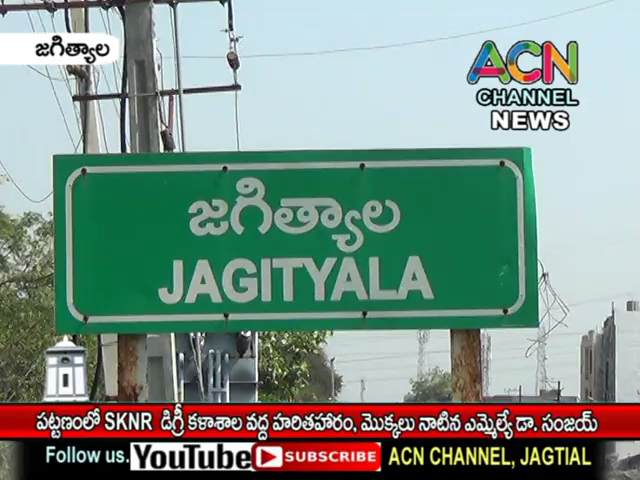 జగిత్యాల
ACN
CHANNEL
NEWS
జగిత్యాల
JAGITYALA
పట్టణంలో SKNR డిగ్రీ కళాశాల వద్ద హరితహారం, మొక్కలు నాటిన ఎమ్మెల్యే డా. సంజయ్
Follow us. YouTube SUBSCRIBE ACN CHANNEL, JAGTIAL